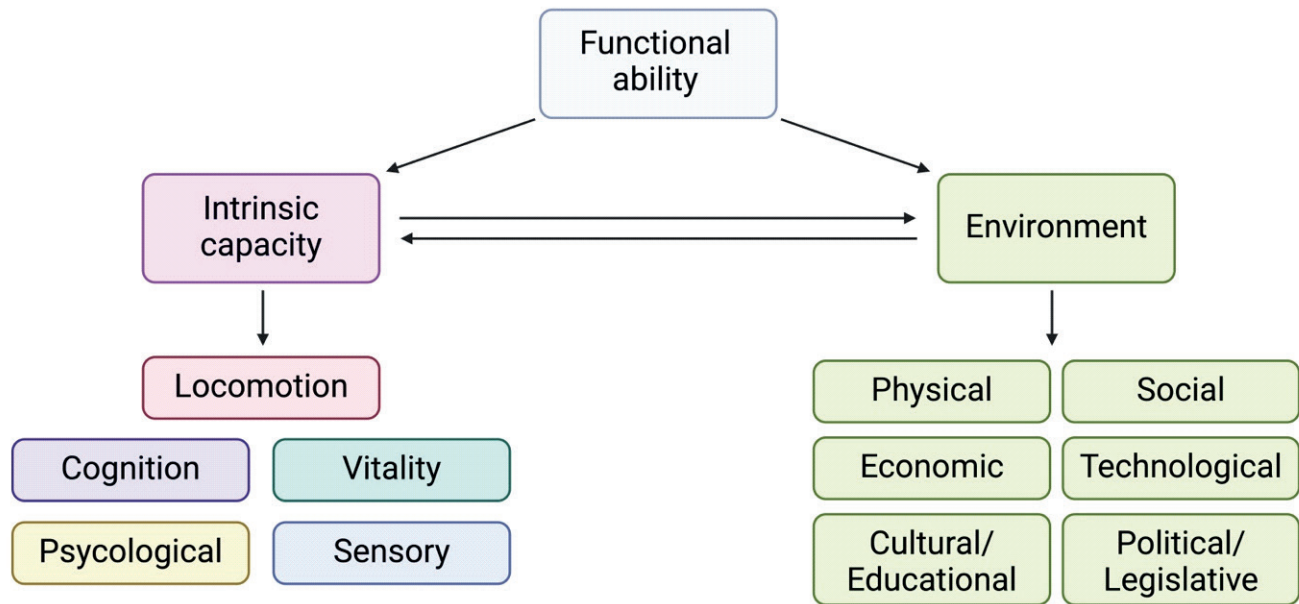 Functional
ability
Intrinsic
capacity
Environment
Locomotion
Cognition
Vitality
Psycological
Sensory
Physical
Social
Economic
Technological
Cultural/
Educational
Political/
Legislative